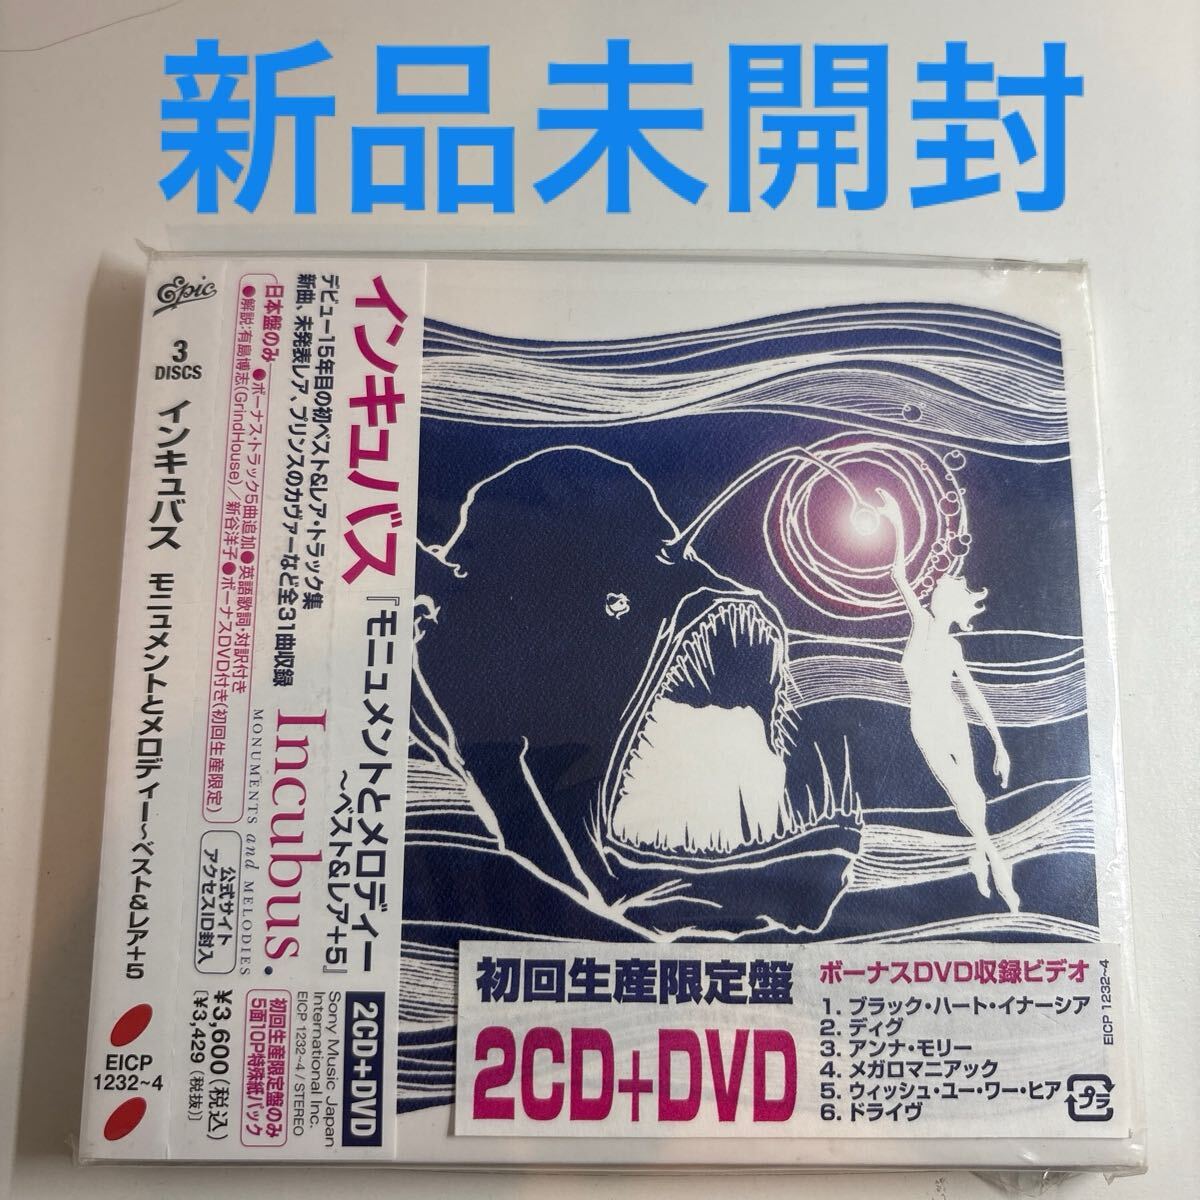 新品未開封
Epic
3
DISCS
インキュバス モニュメントとメロディー～ベスト&レア+5
EICP
1232~4
インキュバス『モニュメントとメロディー
～ベスト&レア+5』
デビュー15年目の初ベスト&レア・トラック集
新曲、未発表レア、プリンスのカヴァーなど全31曲収録
日本盤のみ
●ボーナス・トラック5曲追加●英語歌詞・対訳付き
●解説:有島博志(GrindHouse)/新谷洋子●ボーナスDVD付き(初回生産限定)
Incubus.
MONUMENTS and MELODIES
公式サイト
アクセスID封入
2CD+DVD
Sony Music Japan
International Inc.
EICP 1232~4 / STEREO
初回生産限定盤のみ
5面10P特殊紙パック
¥3,600(税込)
(¥3,429(税抜))
初回生産限定盤
2CD+DVD
ボーナスDVD収録ビデオ
1. ブラック・ハート・イナーシア
2. ディグ
3. アンナ・モリー
4. メガロマニアック
5. ウィッシュ・ユー・ワー・ヒア
6. ドライヴ
EICP 1232~4
プラ